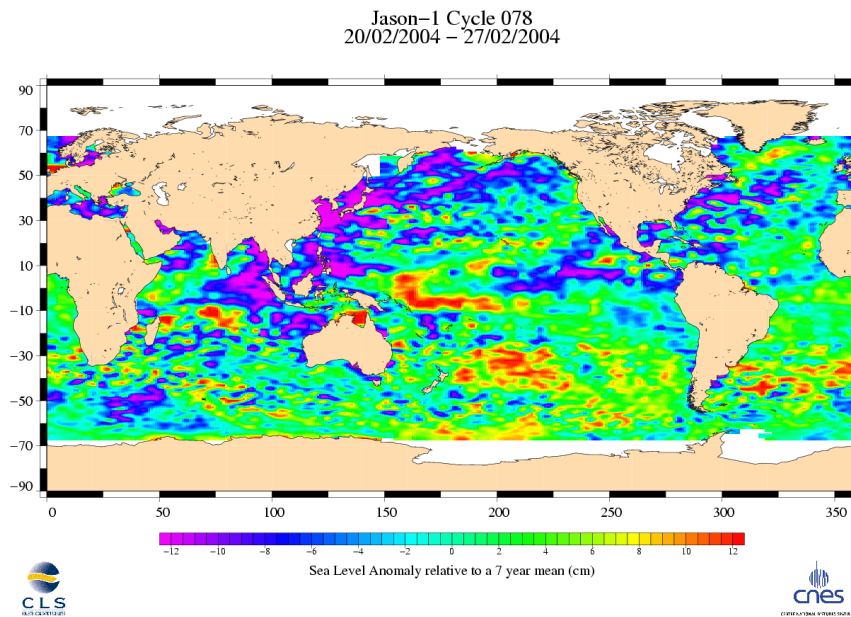 Jason−1 Cycle 078
20/02/2004 − 27/02/2004
90
70
50
30
10
−10
−30
−50
−70
−90
0 50 100 150 200 250 300 350
−12 −10 −8 −6 −4 −2 0 2 4 6 8 10 12
Sea Level Anomaly relative to a 7 year mean (cm)
CLS
cnes